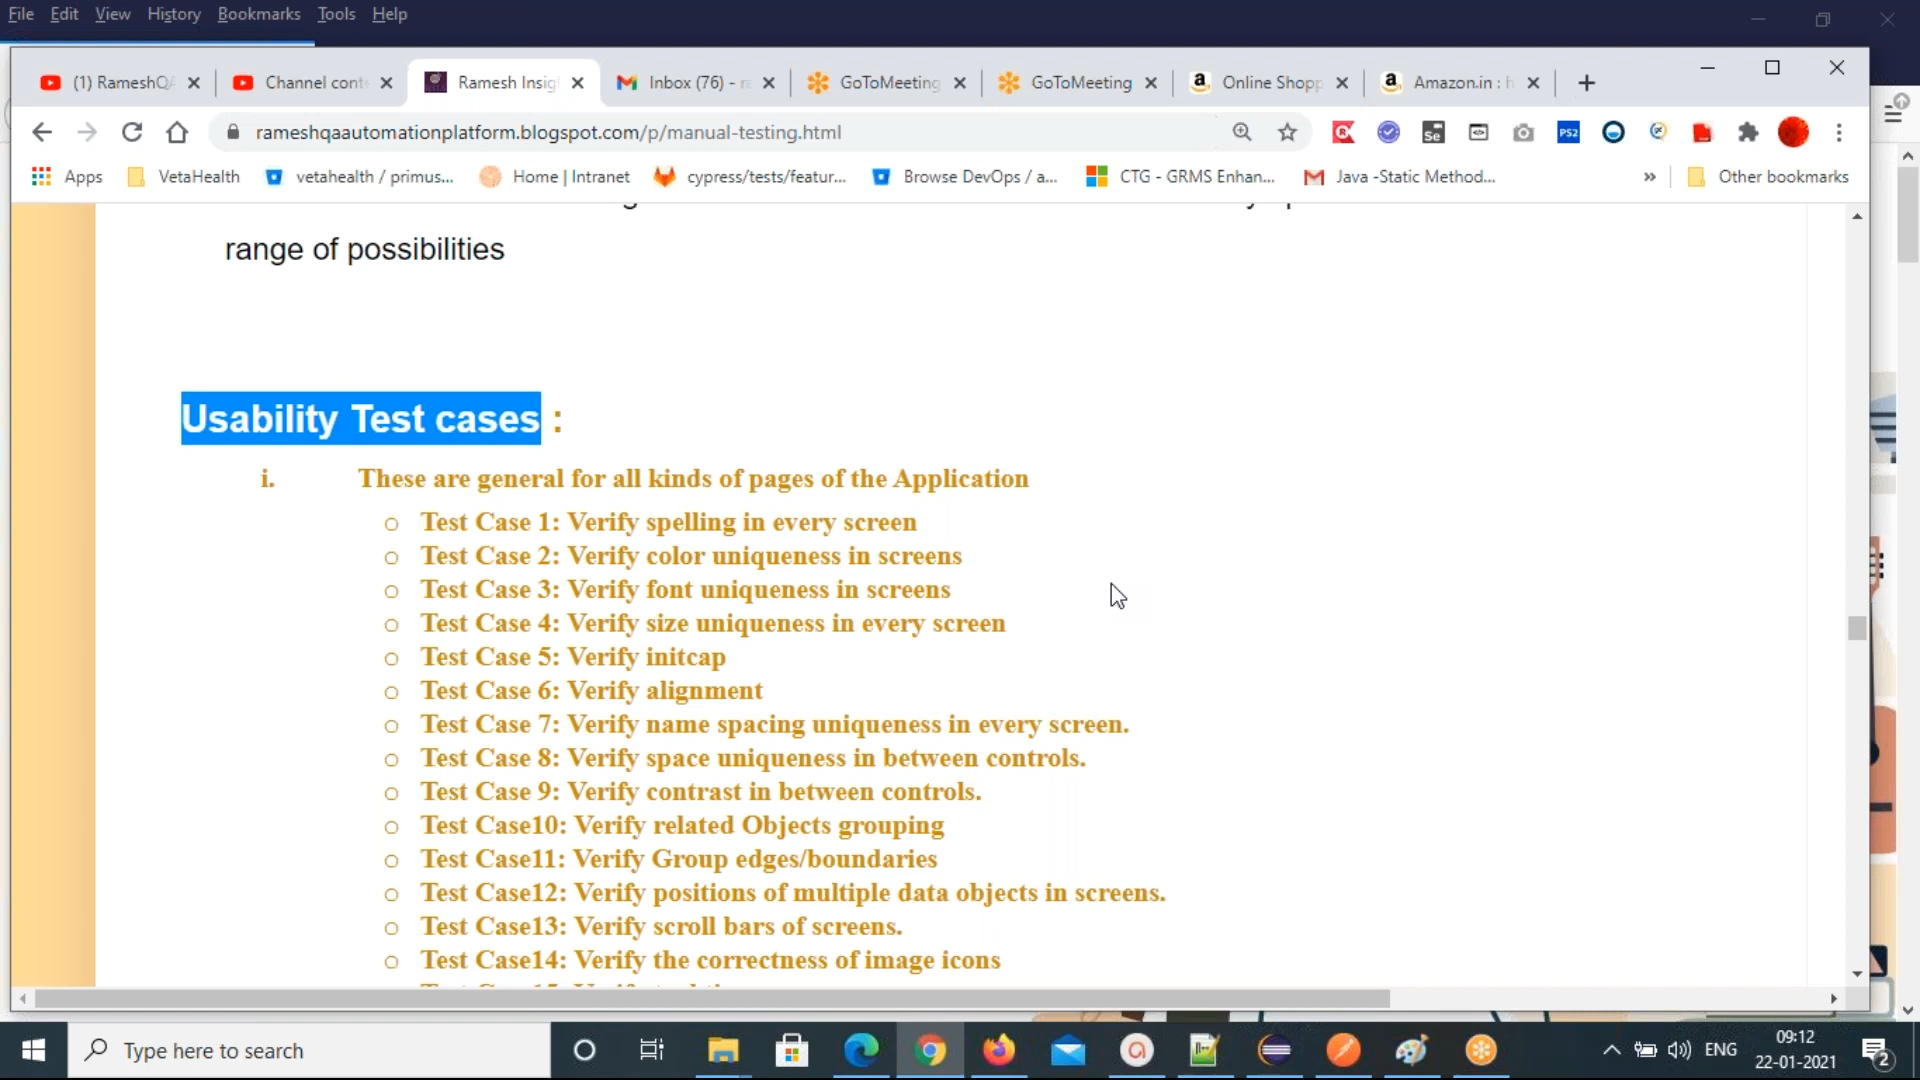 File Edit View History Bookmarks Tools Help
(1) RameshQ
Channel cont
Ramesh Insig
Inbox (76) - r
GoToMeeting
GoToMeeting
Online Shopp
Amazon.in : h
rameshqaautomationplatform.blogspot.com/p/manual-testing.html
Apps
VetaHealth
vetahealth / primus...
Home | Intranet
cypress/tests/featur...
Browse DevOps / a...
CTG - GRMS Enhan...
Java -Static Method...
»
Other bookmarks
range of possibilities
Usability Test cases :
i. These are general for all kinds of pages of the Application
o Test Case 1: Verify spelling in every screen
o Test Case 2: Verify color uniqueness in screens
o Test Case 3: Verify font uniqueness in screens
o Test Case 4: Verify size uniqueness in every screen
o Test Case 5: Verify initcap
o Test Case 6: Verify alignment
o Test Case 7: Verify name spacing uniqueness in every screen.
o Test Case 8: Verify space uniqueness in between controls.
o Test Case 9: Verify contrast in between controls.
o Test Case10: Verify related Objects grouping
o Test Case11: Verify Group edges/boundaries
o Test Case12: Verify positions of multiple data objects in screens.
o Test Case13: Verify scroll bars of screens.
o Test Case14: Verify the correctness of image icons
Type here to search
ENG
09:12
22-01-2021
2